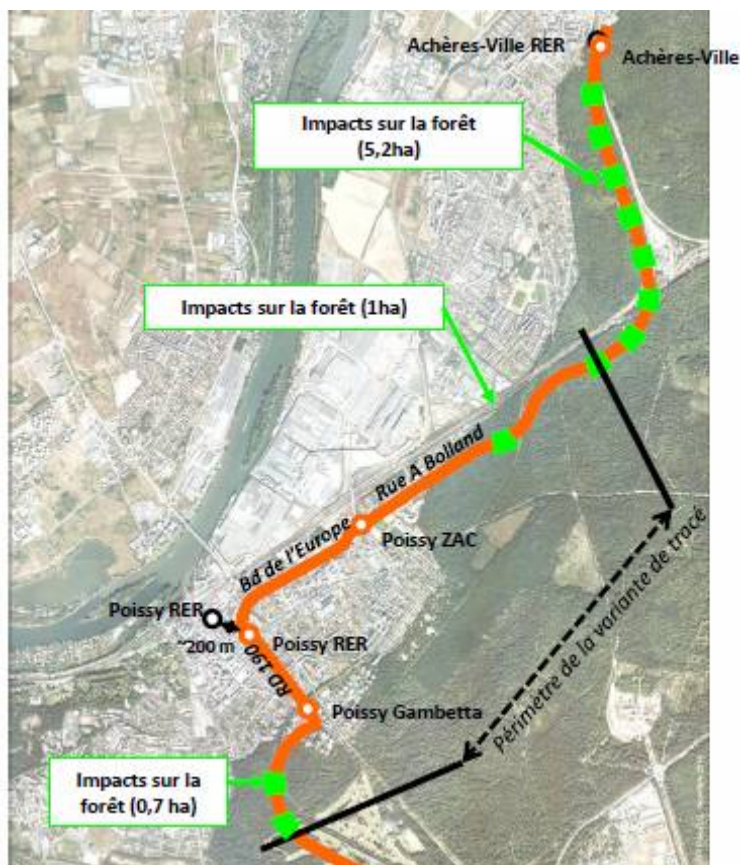 Achères-Ville RER
Achères-Ville
Impacts sur la forêt
(5,2ha)
Impacts sur la forêt (1ha)
Rue A Bolland
Bd de l'Europe
Poissy ZAC
Périmètre de la variante de tracé
Poissy RER
~200 m
Poissy RER
RD 190
Poissy Gambetta
Impacts sur la
forêt (0,7 ha)